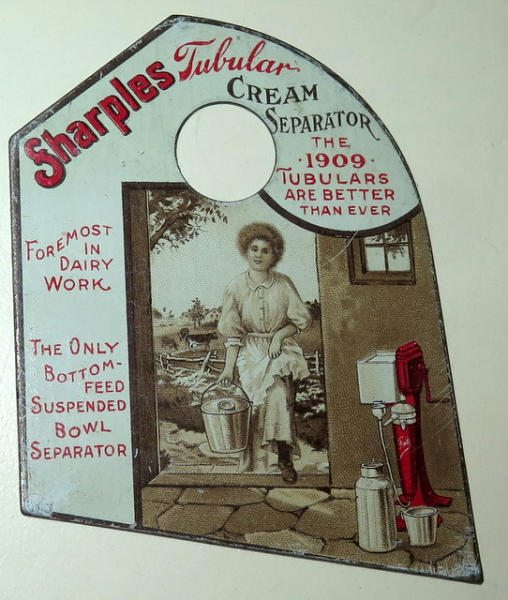 Sharples Tubular
CREAM
SEPARATOR
THE
·1909·
TUBULARS
ARE BETTER
THAN EVER
FOREMOST
IN
DAIRY
WORK
THE ONLY
BOTTOM-
FEED
SUSPENDED
BOWL
SEPARATOR